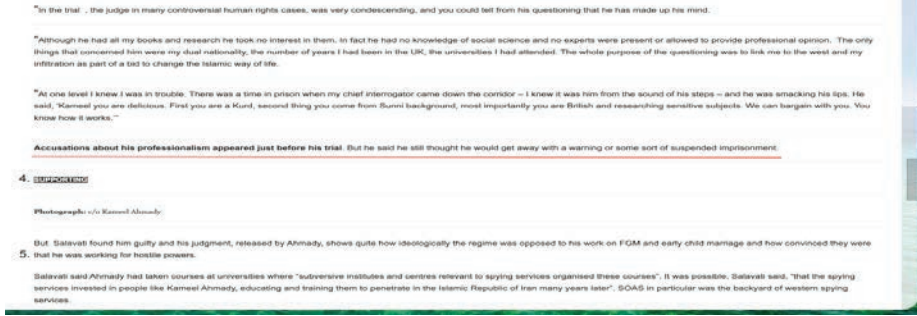 "In the trial , the judge in many controversial human rights cases, was very condescending, and you could tell from his questioning that he has made up his mind.
"Although he had all my books and research he took no interest in them. In fact he had no knowledge of social science and no experts were present or allowed to provide professional opinion. The only
things that concerned him were my dual nationality, the number of years I had been in the UK, the universities I had attended. The whole purpose of the questioning was to link me to the west and my
infiltration as part of a bid to change the Islamic way of life.
"At one level I knew I was in trouble. There was a time in prison when my chief interrogator came down the corridor – I knew it was him from the sound of his steps – and he was smacking his lips. He
said, 'Kameel you are delicious. First you are a Kurd, second thing you come from Sunni background, most importantly you are British and researching sensitive subjects. We can bargain with you. You
know how it works.'"
Accusations about his professionalism appeared just before his trial. But he said he still thought he would get away with a warning or some sort of suspended imprisonment.
4. SUPPORTING
Photograph: c/o Kameel Ahmady
But Salavati found him guilty and his judgment, released by Ahmady, shows quite how ideologically the regime was opposed to his work on FGM and early child marriage and how convinced they were
5. that he was working for hostile powers.
Salavati said Ahmady had taken courses at universities where "subversive institutes and centres relevant to spying services organised these courses". It was possible, Salavati said, "that the spying
services invested in people like Kameel Ahmady, educating and training them to penetrate in the Islamic Republic of Iran many years later". SOAS in particular was the backyard of western spying
services.